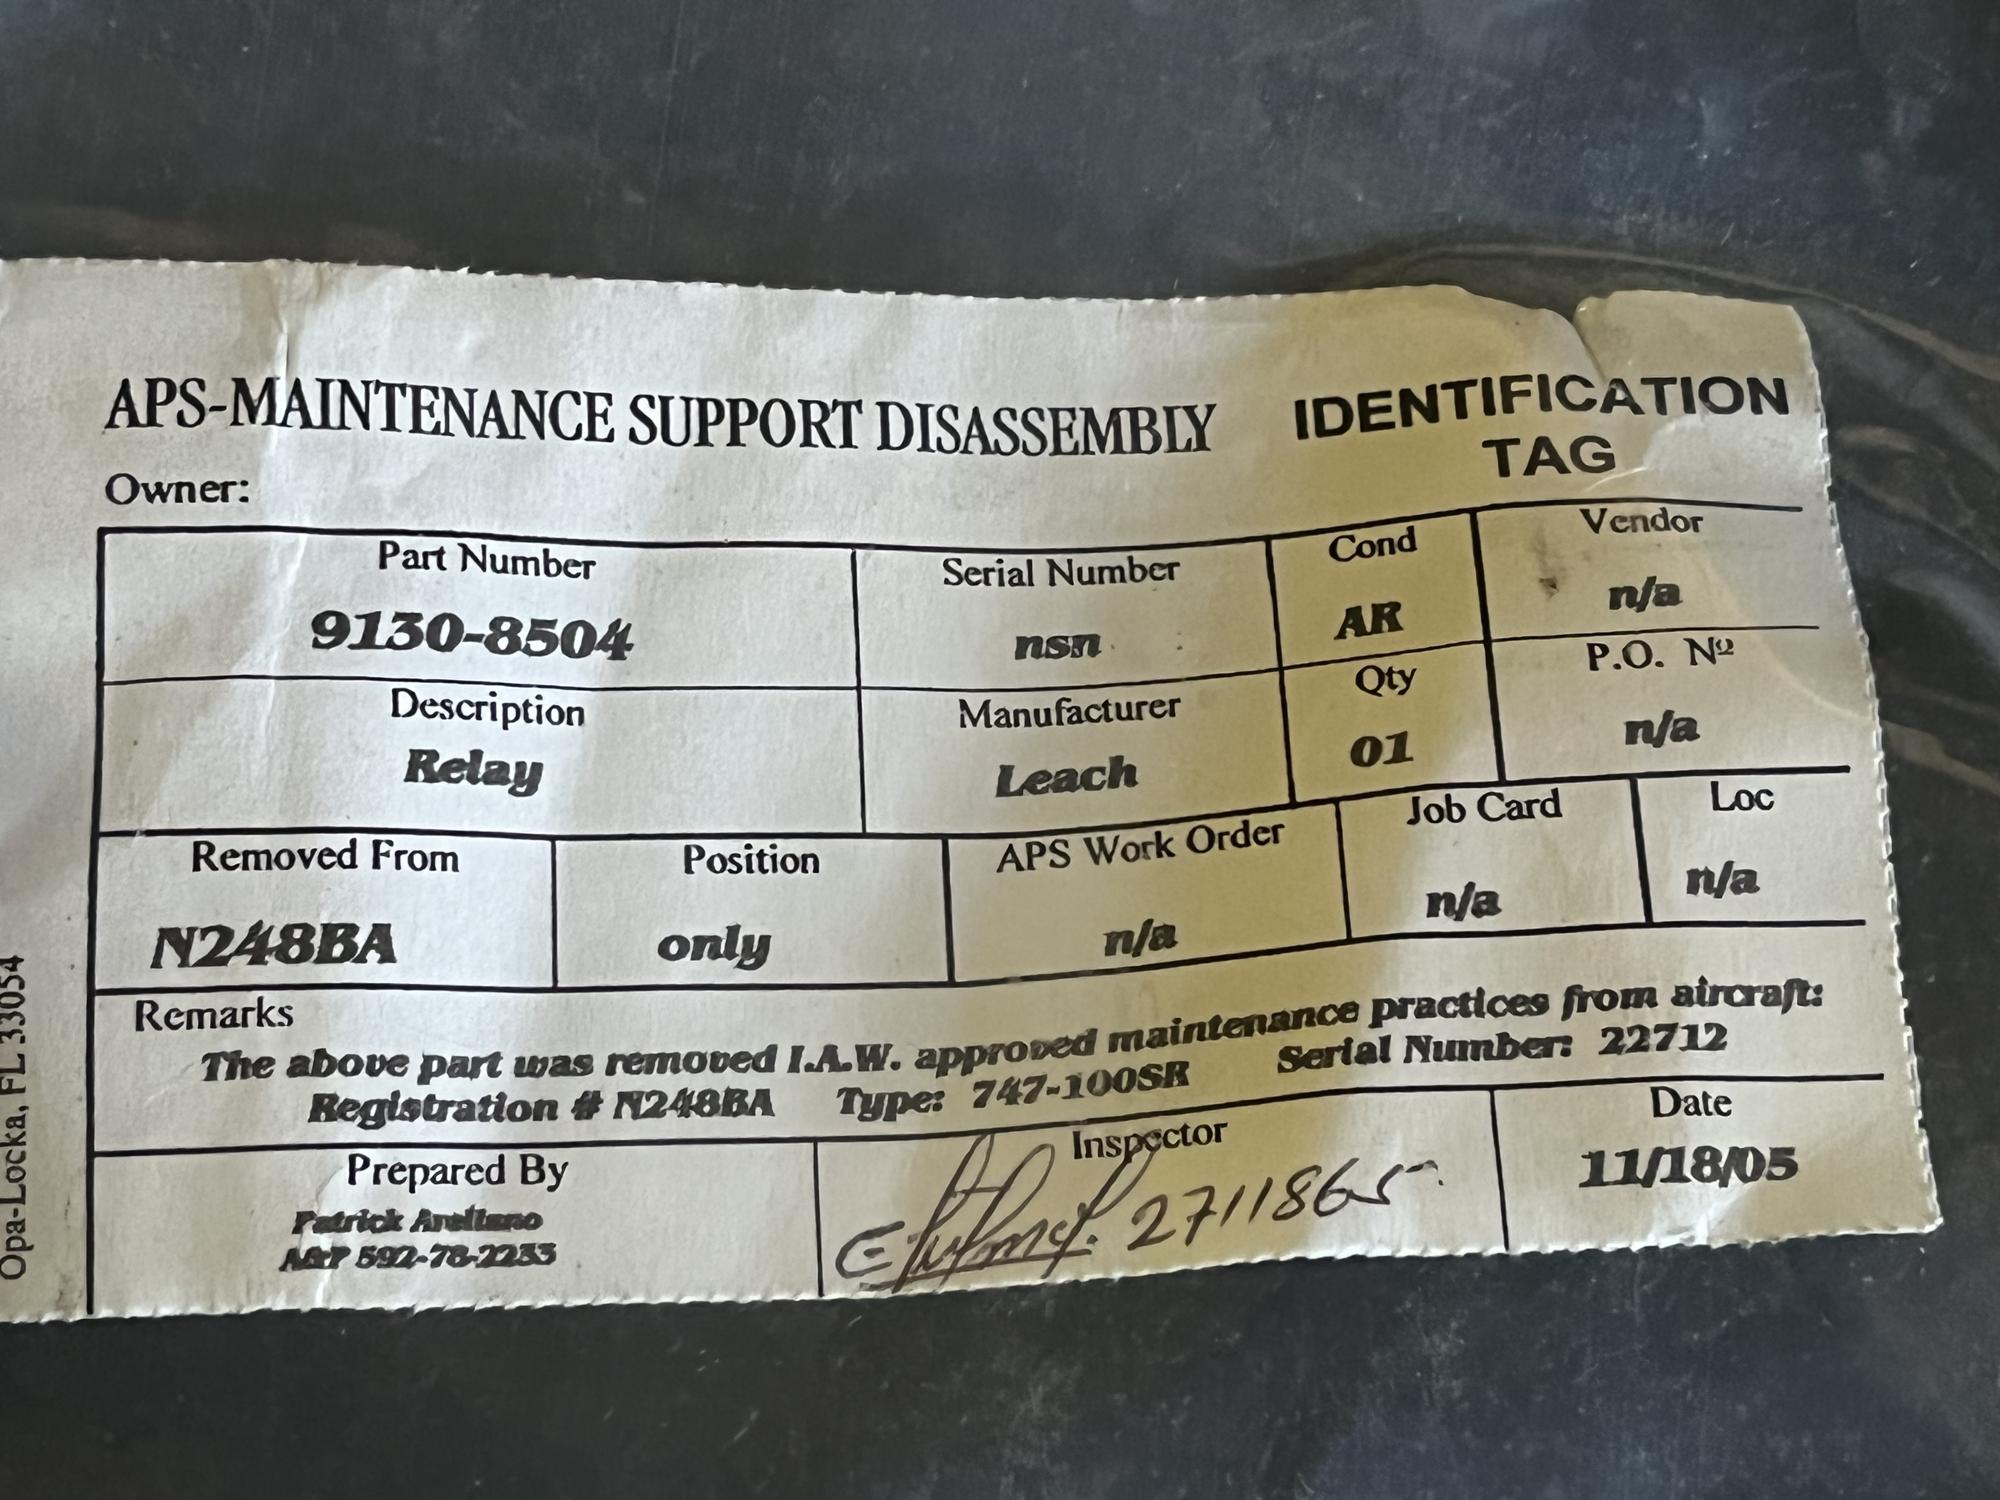 APS-MAINTENANCE SUPPORT DISASSEMBLY
IDENTIFICATION
TAG
Owner:
Part Number
9130-8504
Serial Number
nsn
Cond
AR
Vendor
n/a
Description
Relay
Manufacturer
Leach
Qty
01
P.O. Nº
n/a
Removed From
N248BA
Position
only
APS Work Order
n/a
Job Card
n/a
Loc
n/a
Remarks
The above part was removed I.A.W. approved maintenance practices from aircraft:
Registration # N248BA Type: 747-100SR Serial Number: 22712
Prepared By
Patrick Arellano
A&P 592-78-2233
Inspector
2711865
Date
11/18/05
Opa-Locka, FL 33054